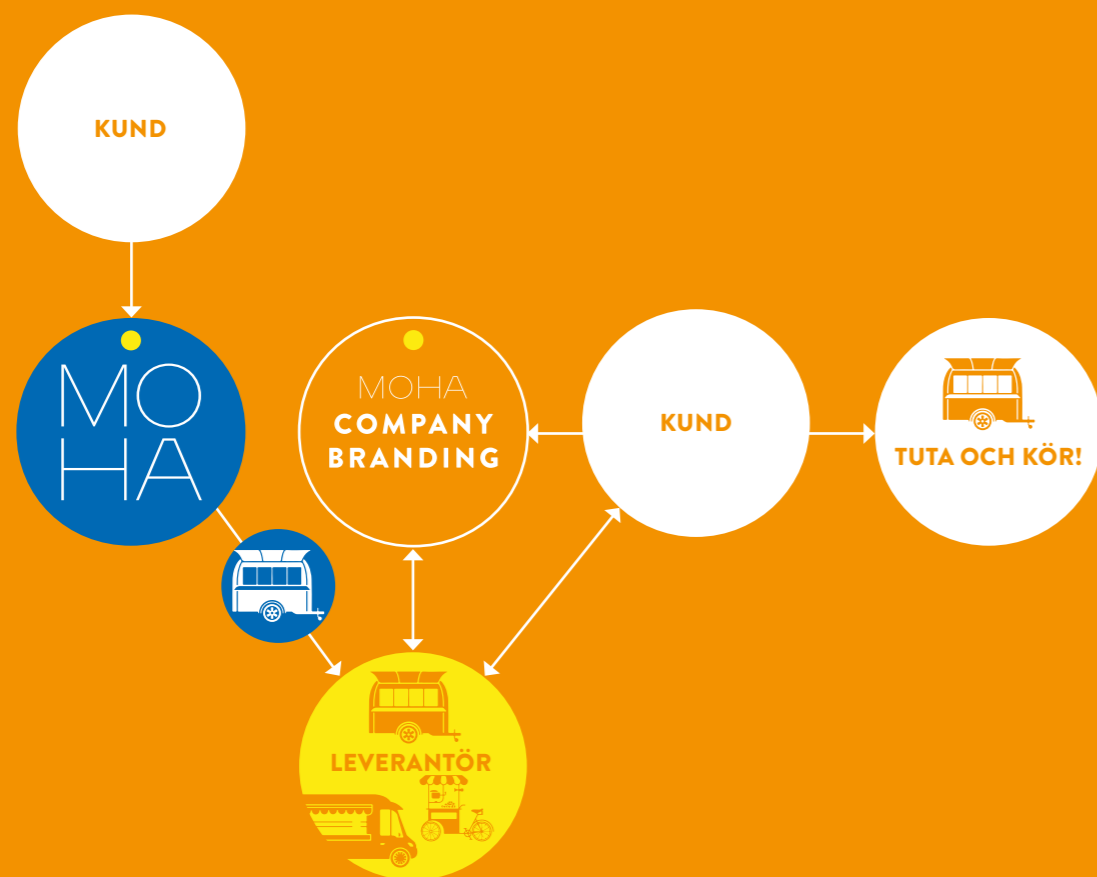 KUND
MO
HA
MOHA
COMPANY
BRANDING
KUND
TUTA OCH KÖR!
LEVERANTÖR